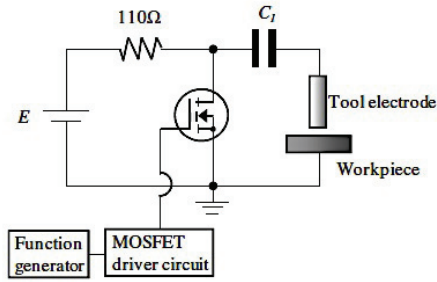 110Ω
C₁
E
Tool electrode
Workpiece
Function
generator
MOSFET
driver circuit